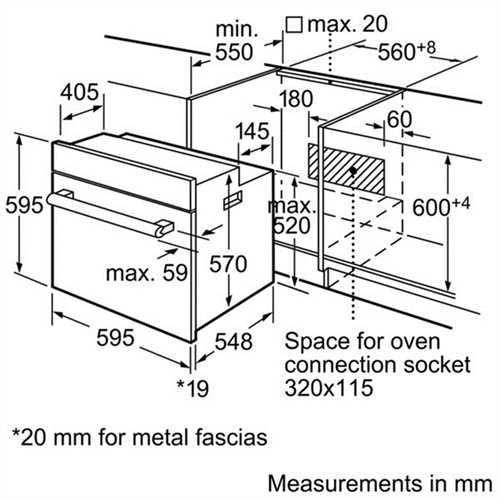 min.
550
□ max. 20
560+8
405
180
145
60
595
max.
520
600+4
max. 59
570
595
548
*19
Space for oven
connection socket
320x115
*20 mm for metal fascias
Measurements in mm